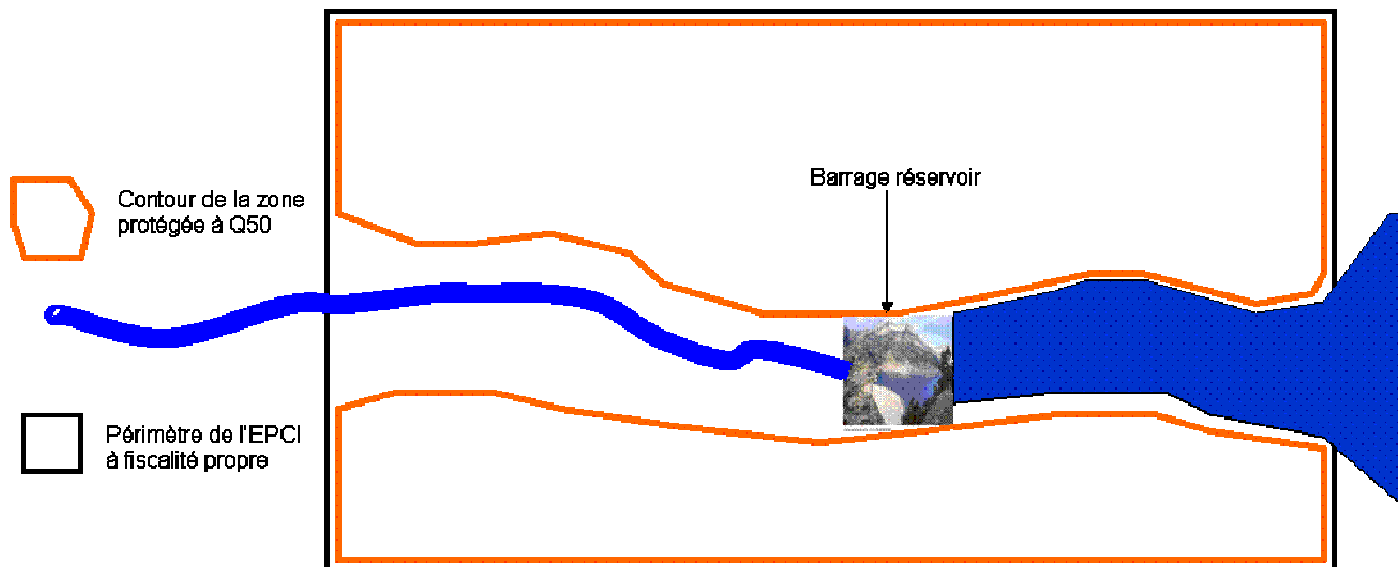 Barrage réservoir
Contour de la zone
protégée à Q50
Périmètre de l'EPCI
à fiscalité propre